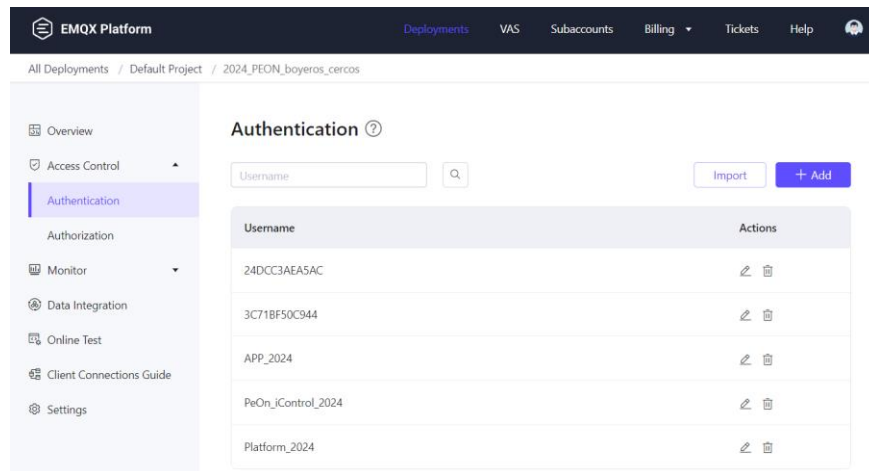 EMQX Platform
Deployments VAS Subaccounts Billing Tickets Help
All Deployments / Default Project / 2024_PEON_boyeros_cercos
Overview
Access Control
Authentication
Authorization
Monitor
Data Integration
Online Test
Client Connections Guide
Settings
Authentication
Username
Import + Add
Username Actions
24DCC3AEA5AC
3C71BF50C944
APP_2024
PeOn_iControl_2024
Platform_2024